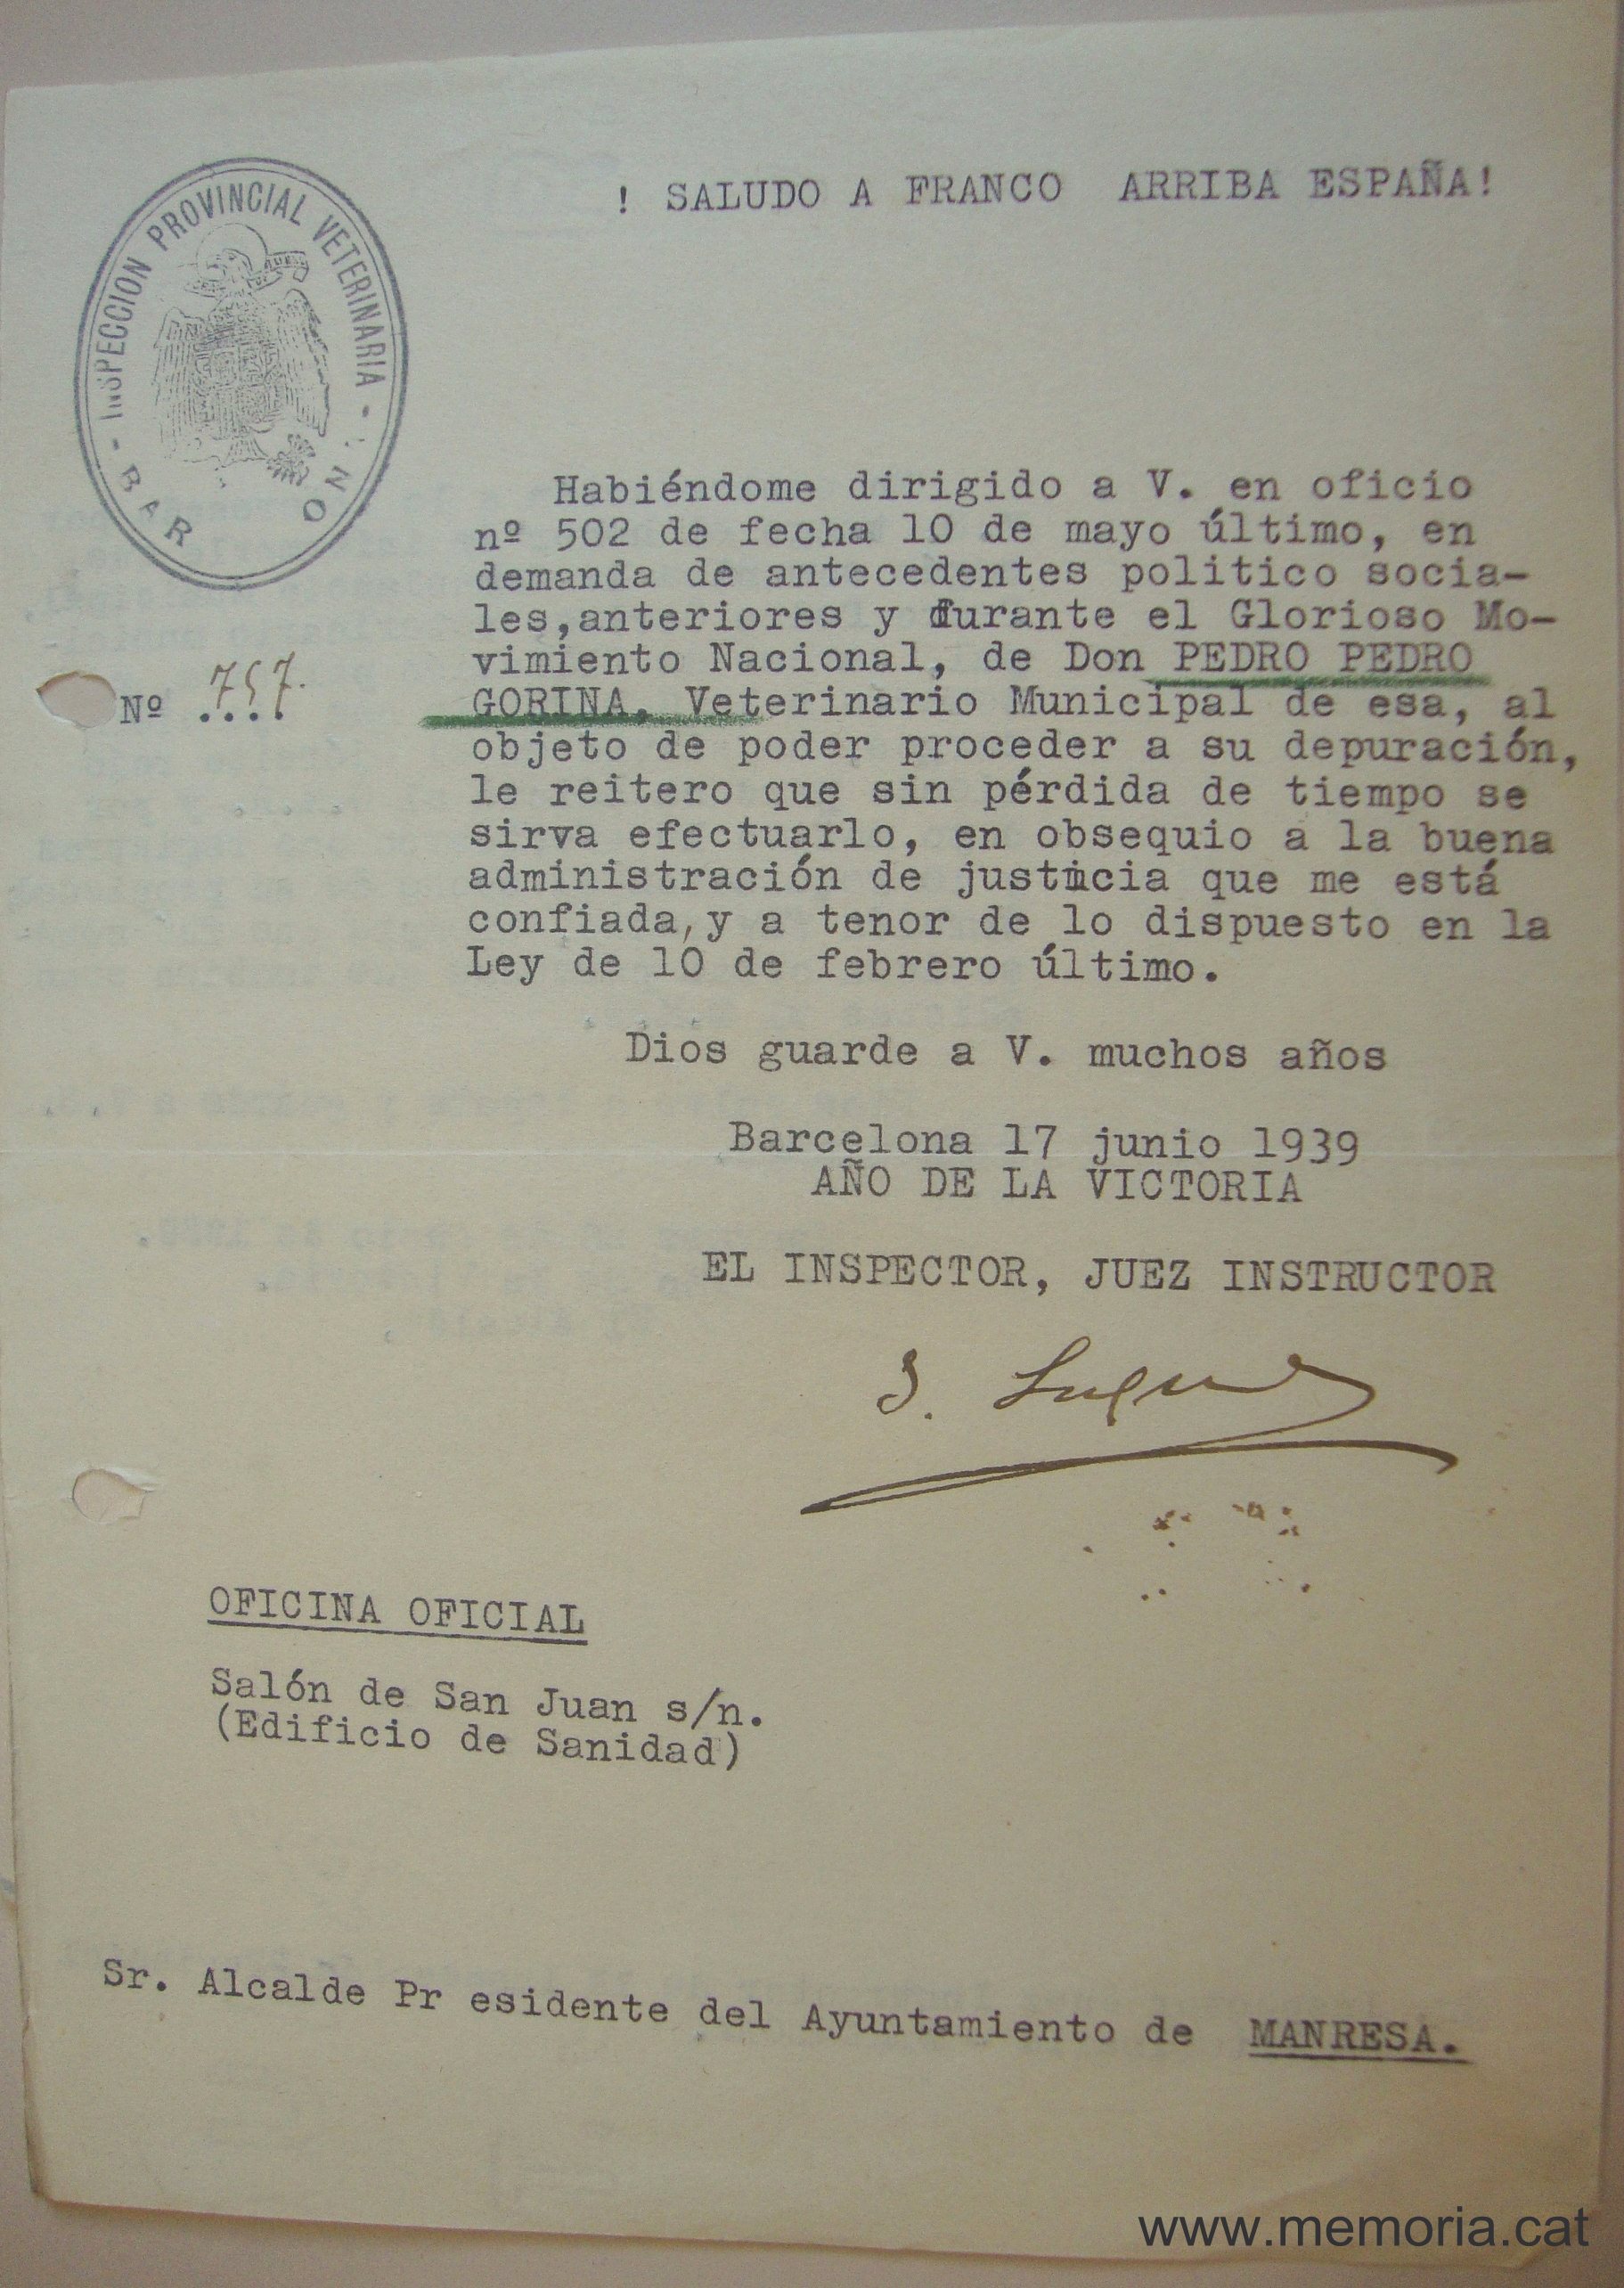 ! SALUDO A FRANCO ARRIBA ESPAÑA!
INSPECCION PROVINCIAL VETERINARIA
BAR ON
Nº 757.
Habiéndome dirigido a V. en oficio
nº 502 de fecha 10 de mayo último, en
demanda de antecedentes politico socia-
les,anteriores y durante el Glorioso Mo-
vimiento Nacional, de Don PEDRO PEDRO
GORINA, Veterinario Municipal de esa, al
objeto de poder proceder a su depuración,
le reitero que sin pérdida de tiempo se
sirva efectuarlo, en obsequio a la buena
administración de justicia que me está
confiada, y a tenor de lo dispuesto en la
Ley de 10 de febrero último.
Dios guarde a V. muchos años
Barcelona 17 junio 1939
AÑO DE LA VICTORIA
EL INSPECTOR, JUEZ INSTRUCTOR
OFICINA OFICIAL
Salón de San Juan s/n.
(Edificio de Sanidad)
Sr. Alcalde Pr esidente del Ayuntamiento de MANRESA.
www.memoria.cat